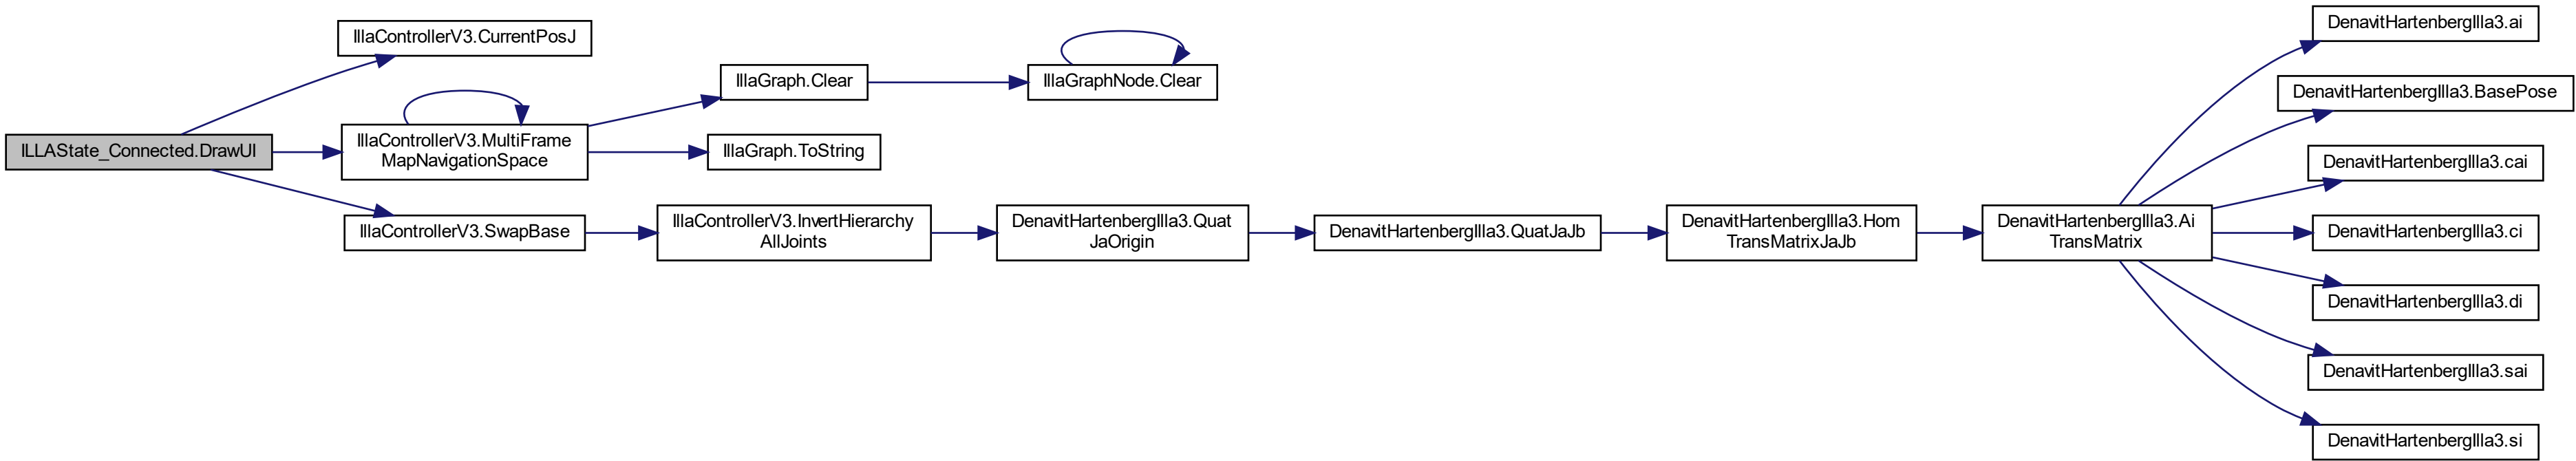 ILLAState_Connected.DrawUI
IllaControllerV3.CurrentPosJ
IllaControllerV3.MultiFrame
MapNavigationSpace
IllaControllerV3.SwapBase
IllaGraph.Clear
IllaGraph.ToString
IllaControllerV3.InvertHierarchy
AllJoints
IllaGraphNode.Clear
DenavitHartenbergIlla3.Quat
JaOrigin
DenavitHartenbergIlla3.QuatJaJb
DenavitHartenbergIlla3.Hom
TransMatrixJaJb
DenavitHartenbergIlla3.Ai
TransMatrix
DenavitHartenbergIlla3.ai
DenavitHartenbergIlla3.BasePose
DenavitHartenbergIlla3.cai
DenavitHartenbergIlla3.ci
DenavitHartenbergIlla3.di
DenavitHartenbergIlla3.sai
DenavitHartenbergIlla3.si